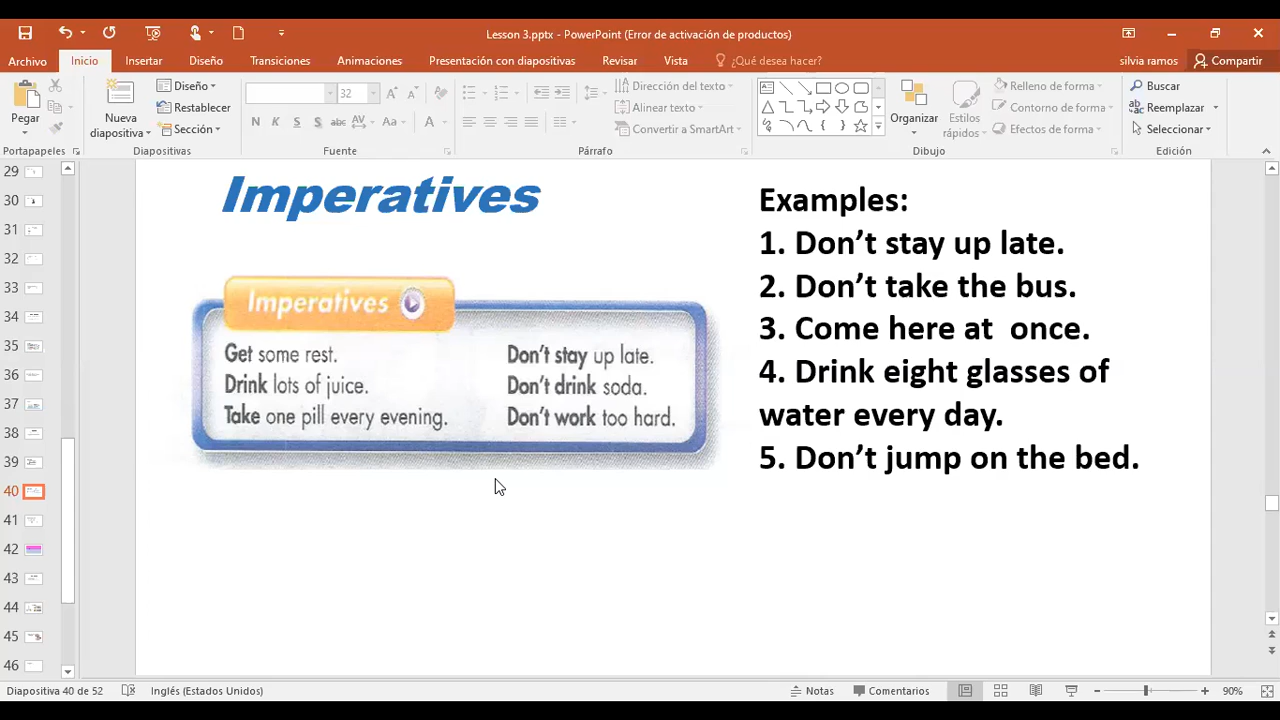 Lesson 3.pptx - PowerPoint (Error de activación de productos)
Archivo
Inicio
Insertar
Diseño
Transiciones
Animaciones
Presentación con diapositivas
Revisar
Vista
¿Qué desea hacer?
silvia ramos
Compartir
Pegar
Portapapeles
Nueva
diapositiva
Diseño
Restablecer
Sección
Diapositivas
32
A A
N K S S abc AV Aa A
Fuente
Dirección del texto
Alinear texto
Convertir a SmartArt
Párrafo
Organizar
Estilos
rápidos
Relleno de forma
Contorno de forma
Efectos de forma
Dibujo
Buscar
Reemplazar
Seleccionar
Edición
29
30
31
32
33
34
35
36
37
38
39
40
41
42
43
44
45
46
Imperatives
Imperatives
Get some rest.
Drink lots of juice.
Take one pill every evening.
Don't stay up late.
Don't drink soda.
Don't work too hard.
Examples:
1. Don’t stay up late.
2. Don’t take the bus.
3. Come here at  once.
4. Drink eight glasses of
water every day.
5. Don’t jump on the bed.
Diapositiva 40 de 52
Inglés (Estados Unidos)
Notas
Comentarios
90%